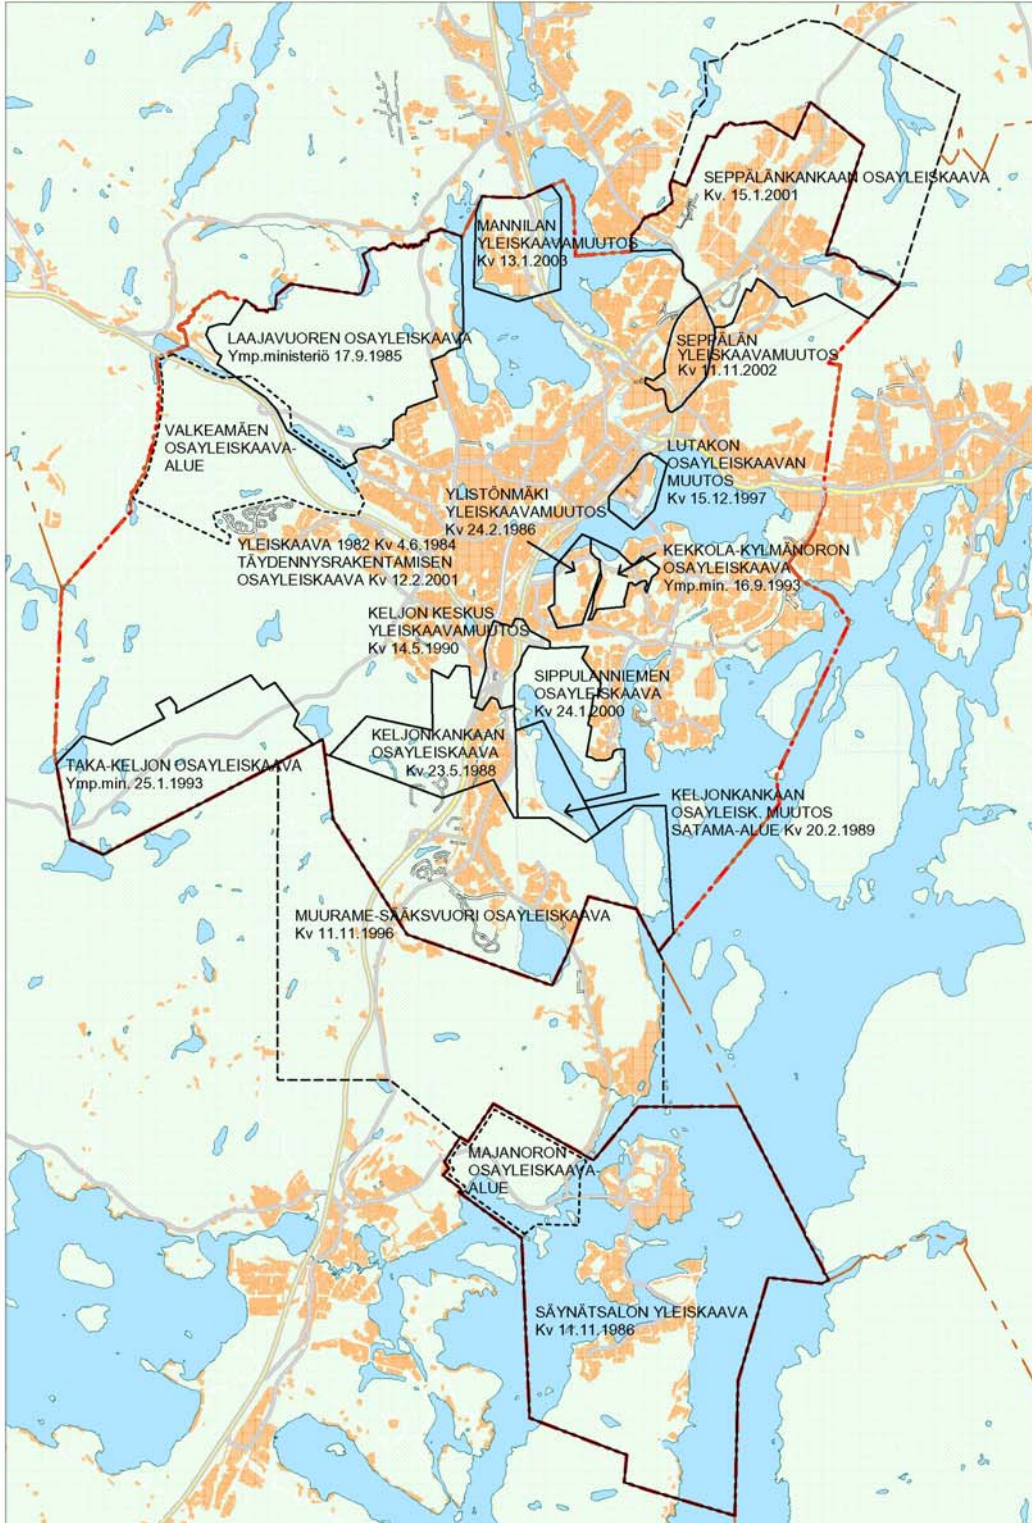 SEPPÄLÄNKANKAAN OSAYLEISKAAVA
Kv. 15.1.2001
MANNILAN
YLEISKAAVAMUUTOS
Kv 13.1.2003
LAAJAVUOREN OSAYLEISKAAVA
Ymp.ministeriö 17.9.1985
SEPPÄLÄN
YLEISKAAVAMUUTOS
Kv 11.11.2002
VALKEAMÄEN
OSAYLEISKAAVA-
ALUE
LUTAKON
OSAYLEISKAAVAN
MUUTOS
Kv 15.12.1997
YLISTÖNMÄKI
YLEISKAAVAMUUTOS
Kv 24.2.1986
YLEISKAAVA 1982 Kv 4.6.1984
TÄYDENNYSRAKENTAMISEN
OSAYLEISKAAVA Kv 12.2.2001
KEKKOLA-KYLMÄNORON
OSAYLEISKAAVA
Ymp.min. 16.9.1993
KELJON KESKUS
YLEISKAAVAMUUTOS
Kv 14.5.1990
SIPPULANNIEMEN
OSAYLEISKAAVA
Kv 24.1.2000
KELJONKANKAAN
OSAYLEISKAAVA
Kv 23.5.1988
TAKA-KELJON OSAYLEISKAAVA
Ymp.min. 25.1.1993
KELJONKANKAAN
OSAYLEISK. MUUTOS
SATAMA-ALUE Kv 20.2.1989
MUURAME-SÄÄKSVUORI OSAYLEISKAAVA
Kv 11.11.1996
MAJANORON
OSAYLEISKAAVA-
ALUE
SÄYNÄTSALON YLEISKAAVA
Kv 11.11.1986